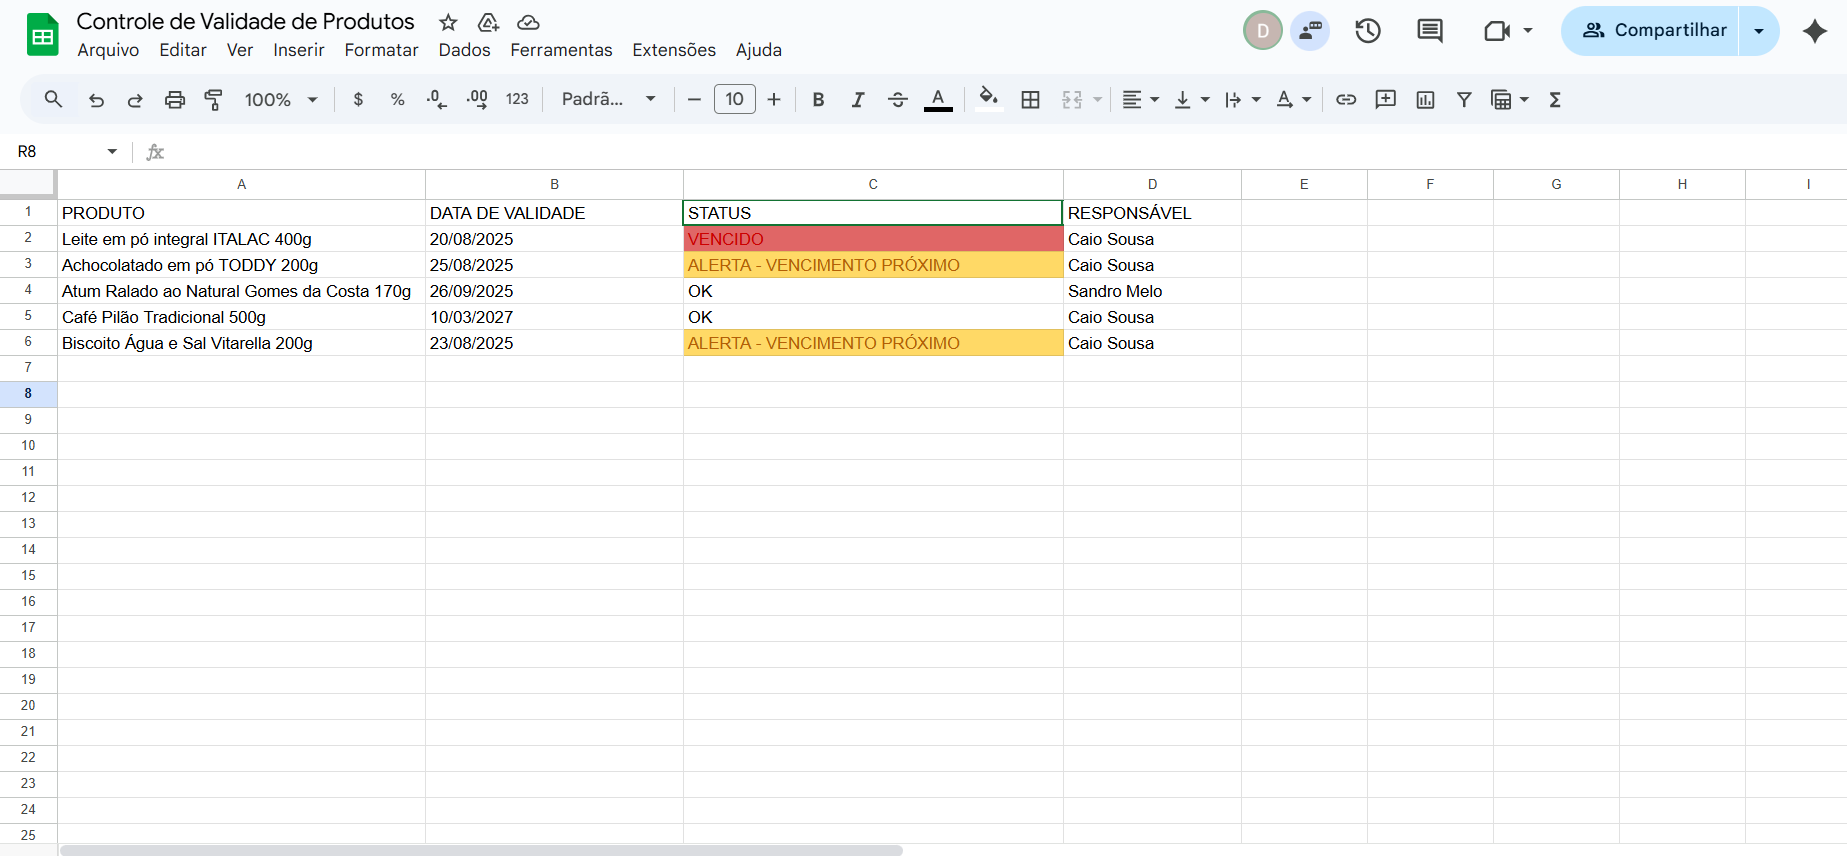 Controle de Validade de Produtos
Arquivo Editar Ver Inserir Formatar Dados Ferramentas Extensões Ajuda
D
Compartilhar
100% $ % .0 .00 123 Padrã... 10 B I A
R8 fx
A B C D E F G H I
1 PRODUTO DATA DE VALIDADE STATUS RESPONSÁVEL
2 Leite em pó integral ITALAC 400g 20/08/2025 VENCIDO Caio Sousa
3 Achocolatado em pó TODDY 200g 25/08/2025 ALERTA - VENCIMENTO PRÓXIMO Caio Sousa
4 Atum Ralado ao Natural Gomes da Costa 170g 26/09/2025 OK Sandro Melo
5 Café Pilão Tradicional 500g 10/03/2027 OK Caio Sousa
6 Biscoito Água e Sal Vitarella 200g 23/08/2025 ALERTA - VENCIMENTO PRÓXIMO Caio Sousa
7
8
9
10
11
12
13
14
15
16
17
18
19
20
21
22
23
24
25